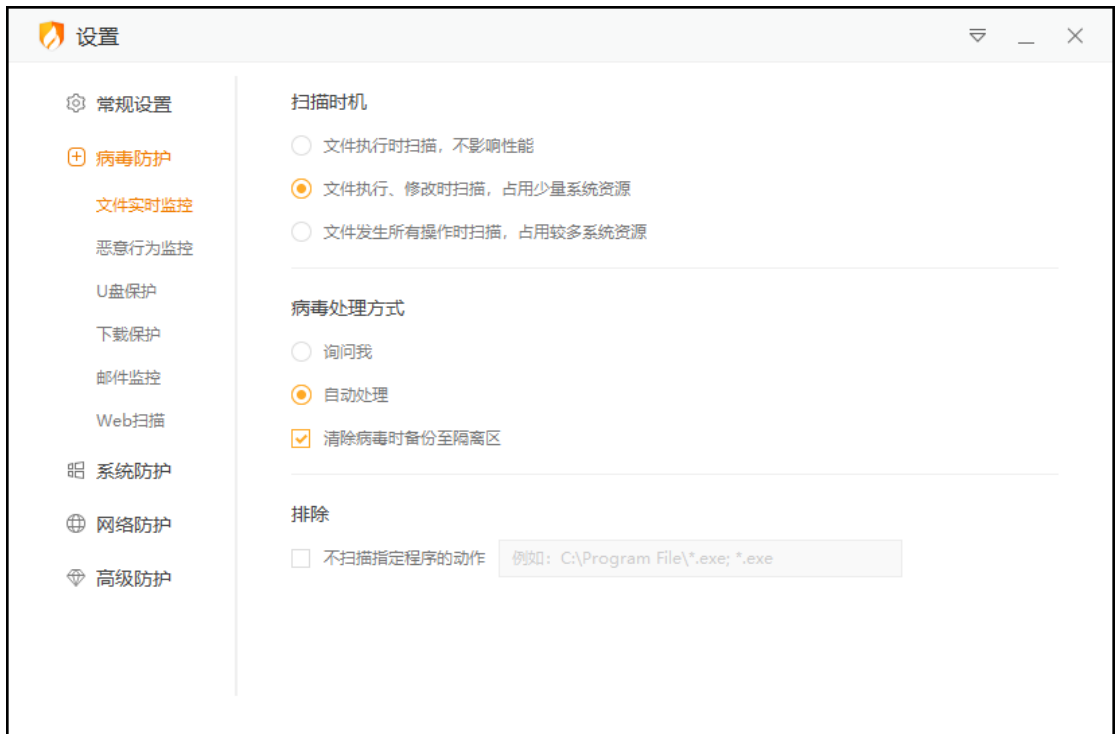 设置
常规设置
病毒防护
文件实时监控
恶意行为监控
U盘保护
下载保护
邮件监控
Web扫描
系统防护
网络防护
高级防护
扫描时机
文件执行时扫描，不影响性能
文件执行、修改时扫描，占用少量系统资源
文件发生所有操作时扫描，占用较多系统资源
病毒处理方式
询问我
自动处理
清除病毒时备份至隔离区
排除
不扫描指定程序的动作 例如：C:\Program File\*.exe; *.exe